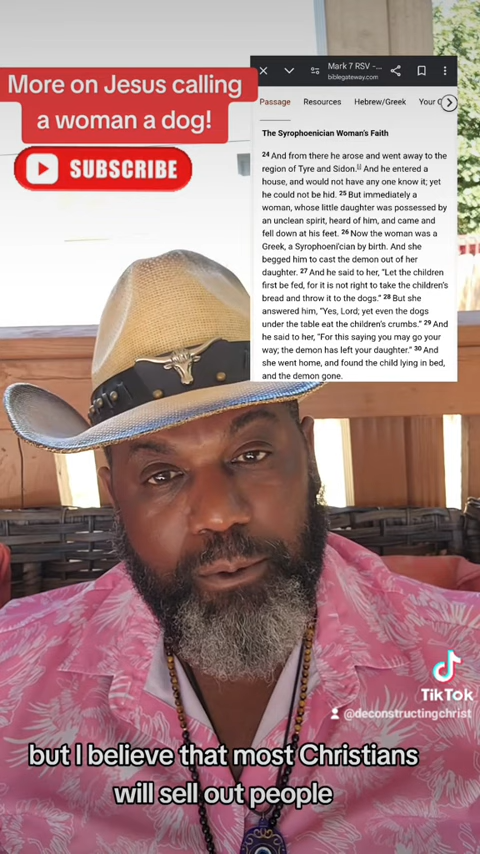 More on Jesus calling
a woman a dog!
SUBSCRIBE
Mark 7 RSV -...
biblegateway.com
Passage Resources Hebrew/Greek Your C
The Syrophoenician Woman's Faith
24 And from there he arose and went away to the
region of Tyre and Sidon.[i] And he entered a
house, and would not have any one know it; yet
he could not be hid. 25 But immediately a
woman, whose little daughter was possessed by
an unclean spirit, heard of him, and came and
fell down at his feet. 26 Now the woman was a
Greek, a Syrophoeni'cian by birth. And she
begged him to cast the demon out of her
daughter. 27 And he said to her, “Let the children
first be fed, for it is not right to take the children's
bread and throw it to the dogs.” 28 But she
answered him, “Yes, Lord; yet even the dogs
under the table eat the children's crumbs.” 29 And
he said to her, “For this saying you may go your
way; the demon has left your daughter.” 30 And
she went home, and found the child lying in bed,
and the demon gone.
TikTok
@deconstructingchrist
but I believe that most Christians
will sell out people